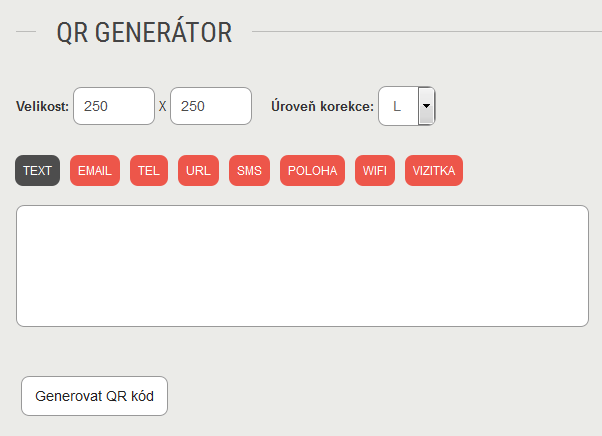 QR GENERÁTOR
Velikost: 250 X 250 Úroveň korekce: L
TEXT EMAIL TEL URL SMS POLOHA WIFI VIZITKA
Generovat QR kód